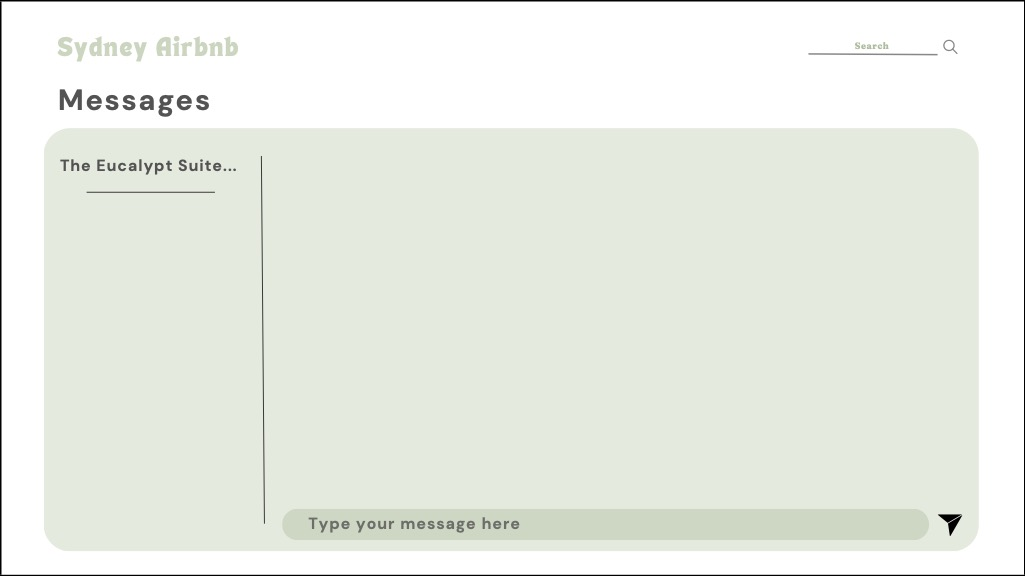 Sydney Airbnb
Search
Messages
The Eucalypt Suite...
Type your message here